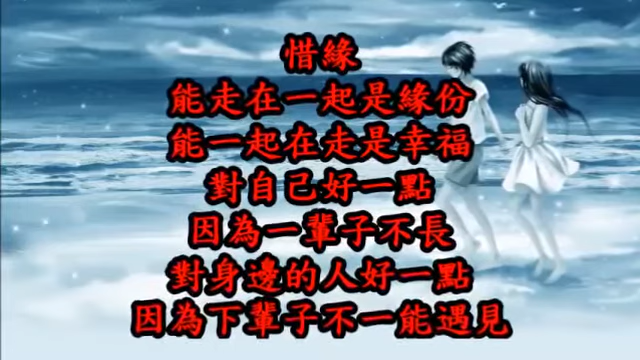 惜緣
能走在一起是緣份
能一起在走是幸福
對自己好一點
因為一輩子不長
對身邊的人好一點
因為下輩子不一能遇見